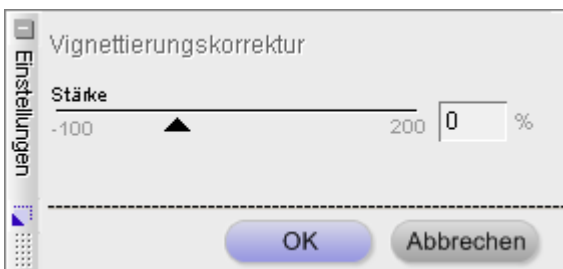 Einstellungen
Vignettierungskorrektur
Stärke
-100 200 0 %
OK Abbrechen